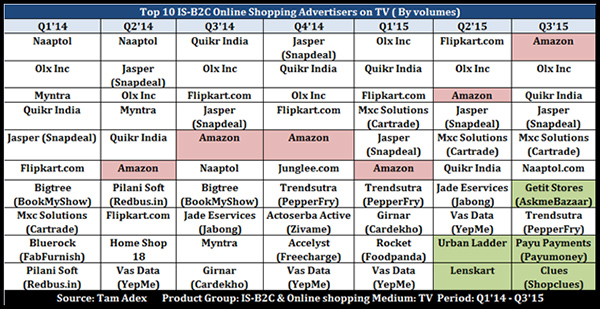 Top 10 IS-B2C Online Shopping Advertisers on TV ( By volumes)
Q1'14 Q2'14 Q3'14 Q4'14 Q1'15 Q2'15 Q3'15
Naaptol Naaptol Quikr India Jasper (Snapdeal) Olx Inc Flipkart.com Amazon
Olx Inc Jasper (Snapdeal) Olx Inc Quikr India Quikr India Olx Inc Olx Inc
Myntra Olx Inc Flipkart.com Olx Inc Flipkart.com Amazon Quikr India
Quikr India Myntra Jasper (Snapdeal) Flipkart.com Mxc Solutions (Cartrade) Jasper (Snapdeal) Jasper (Snapdeal)
Jasper (Snapdeal) Quikr India Amazon Amazon Jasper (Snapdeal) Mxc Solutions (Cartrade) Mxc Solutions (Cartrade)
Flipkart.com Amazon Naaptol Junglee.com Amazon Quikr India Naaptol.com
Bigtree (BookMyShow) Pilani Soft (Redbus.in) Bigtree (BookMyShow) Trendsutra (PepperFry) Trendsutra (PepperFry) Jade Eservices (Jabong) Getit Stores (AskmeBazaar)
Mxc Solutions (Cartrade) Flipkart.com Jade Eservices (Jabong) Actoserba Active (Zivame) Girnar (Cardekho) Vas Data (YepMe) Trendsutra (PepperFry)
Bluerock (FabFurnish) Home Shop 18 Myntra Accelyst (Freecharge) Rocket (Foodpanda) Urban Ladder Payu Payments (Payumoney)
Pilani Soft (Redbus.in) Vas Data (YepMe) Girnar (Cardekho) Vas Data (YepMe) Vas Data (YepMe) Lenskart Clues (Shopclues)
Source: Tam Adex Product Group: IS-B2C & Online shopping Medium: TV Period: Q1'14 - Q3'15